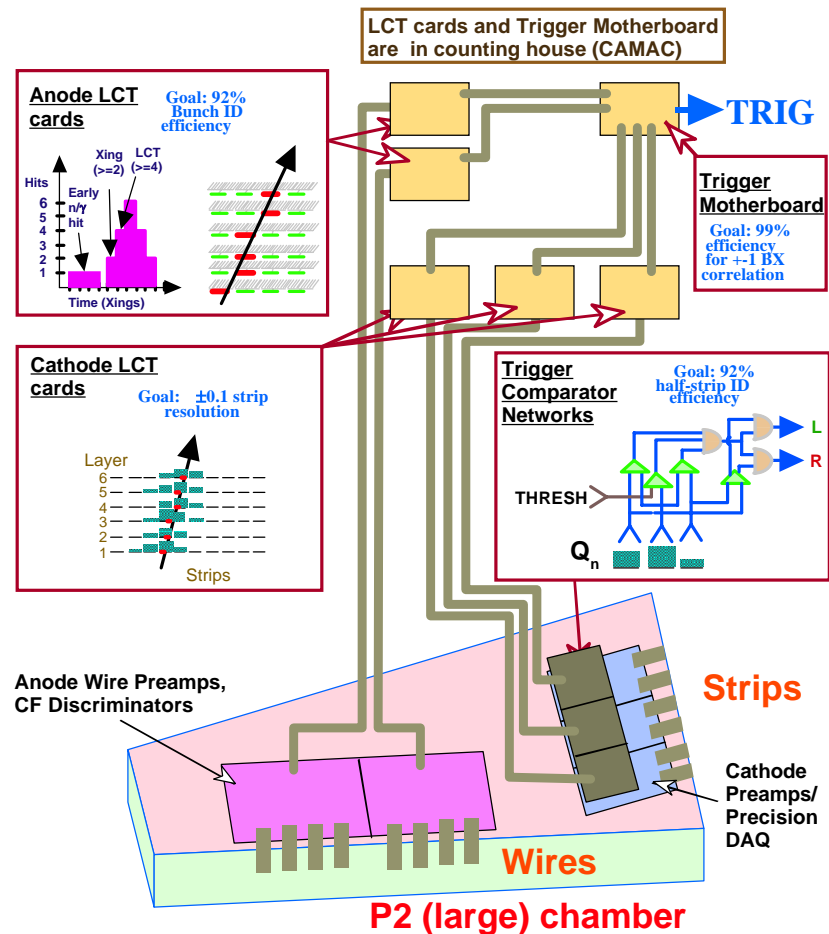 LCT cards and Trigger Motherboard
are in counting house (CAMAC)
Anode LCT
cards
Goal: 92%
Bunch ID
efficiency
Xing
(>=2)
LCT
(>=4)
Hits
Early
n/γ
hit
6
5
4
3
2
1
Time (Xings)
TRIG
Trigger
Motherboard
Goal: 99%
efficiency
for +-1 BX
correlation
Cathode LCT
cards
Goal: ±0.1 strip
resolution
Layer
6
5
4
3
2
1
Strips
Trigger
Comparator
Networks
Goal: 92%
half-strip ID
efficiency
L
R
THRESH
Qn
Anode Wire Preamps,
CF Discriminators
Strips
Cathode
Preamps/
Precision
DAQ
Wires
P2 (large) chamber